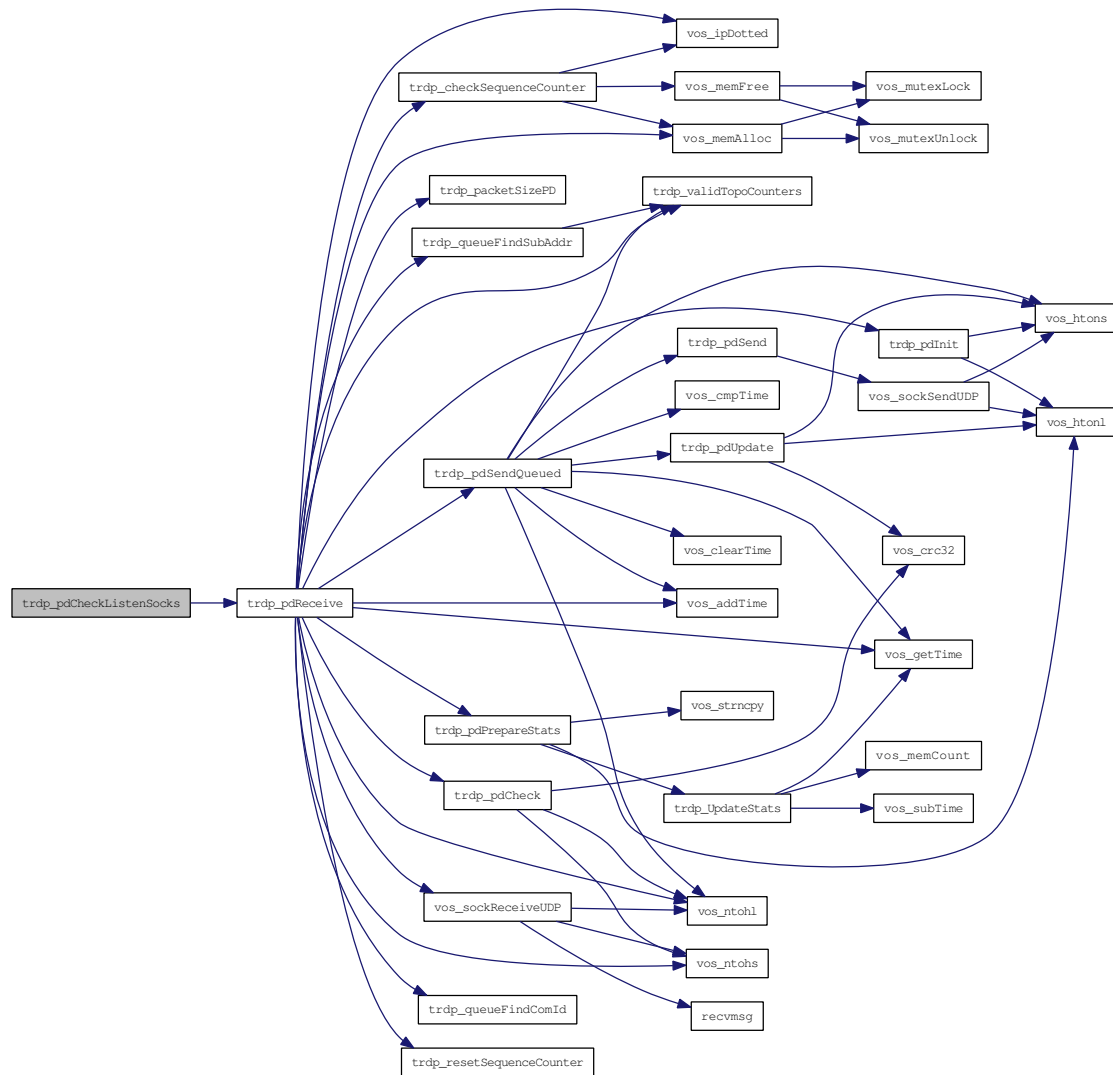 vos_ipDotted
trdp_checkSequenceCounter
vos_memFree
vos_mutexLock
vos_memAlloc
vos_mutexUnlock
trdp_packetSizePD
trdp_validTopoCounters
trdp_queueFindSubAddr
vos_htons
trdp_pdSend
trdp_pdInit
vos_cmpTime
vos_sockSendUDP
vos_htonl
trdp_pdUpdate
trdp_pdSendQueued
vos_clearTime
vos_crc32
trdp_pdCheckListenSocks
trdp_pdReceive
vos_addTime
vos_getTime
vos_strncpy
trdp_pdPrepareStats
vos_memCount
trdp_pdCheck
trdp_UpdateStats
vos_subTime
vos_sockReceiveUDP
vos_ntohl
vos_ntohs
trdp_queueFindComId
recvmsg
trdp_resetSequenceCounter